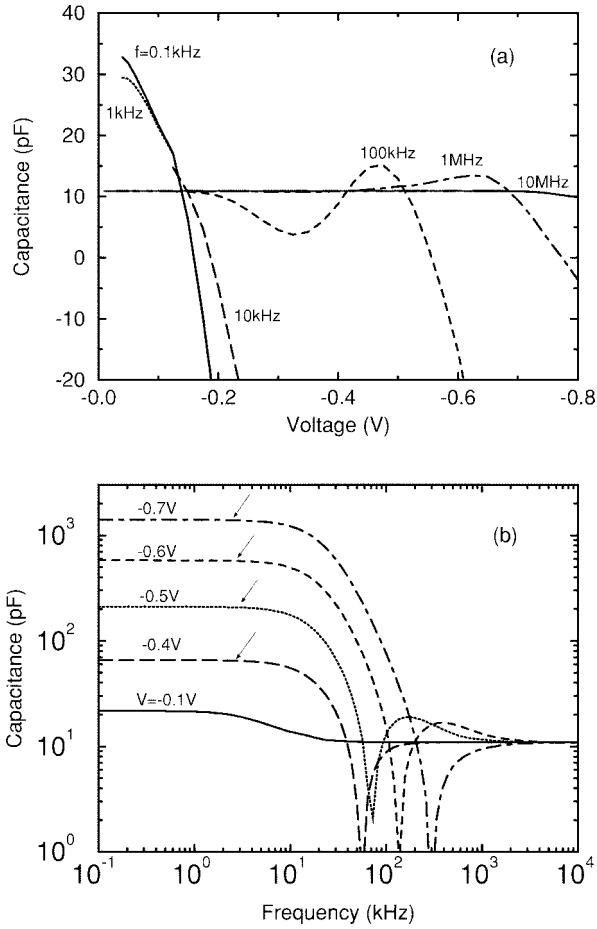 40
30
20
10
0
-10
-20
Capacitance (pF)
f=0.1kHz
(a)
1kHz
100kHz
1MHz
10MHz
10kHz
-0.0
-0.2
-0.4
-0.6
-0.8
Voltage (V)
10³
10²
10¹
10⁰
Capacitance (pF)
-0.7V
(b)
-0.6V
-0.5V
-0.4V
V=-0.1V
10⁻¹
10⁰
10¹
10²
10³
10⁴
Frequency (kHz)